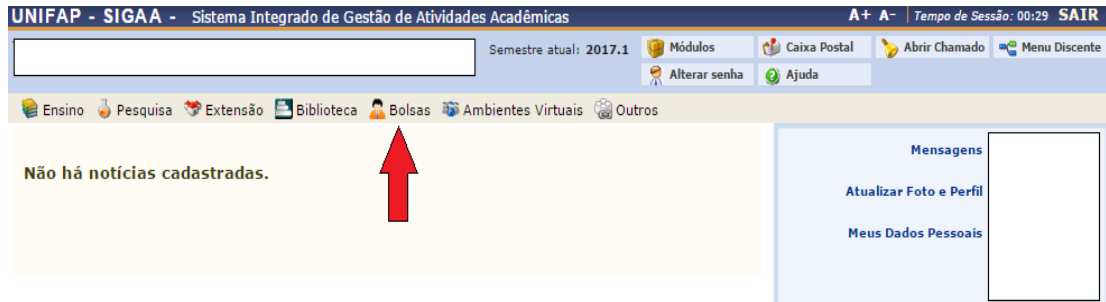 UNIFAP - SIGAA - Sistema Integrado de Gestão de Atividades Acadêmicas A+ A- | Tempo de Sessão: 00:29 SAIR
Semestre atual: 2017.1 Módulos Caixa Postal Abrir Chamado Menu Discente
Alterar senha Ajuda
Ensino Pesquisa Extensão Biblioteca Bolsas Ambientes Virtuais Outros
Não há notícias cadastradas.
Mensagens
Atualizar Foto e Perfil
Meus Dados Pessoais